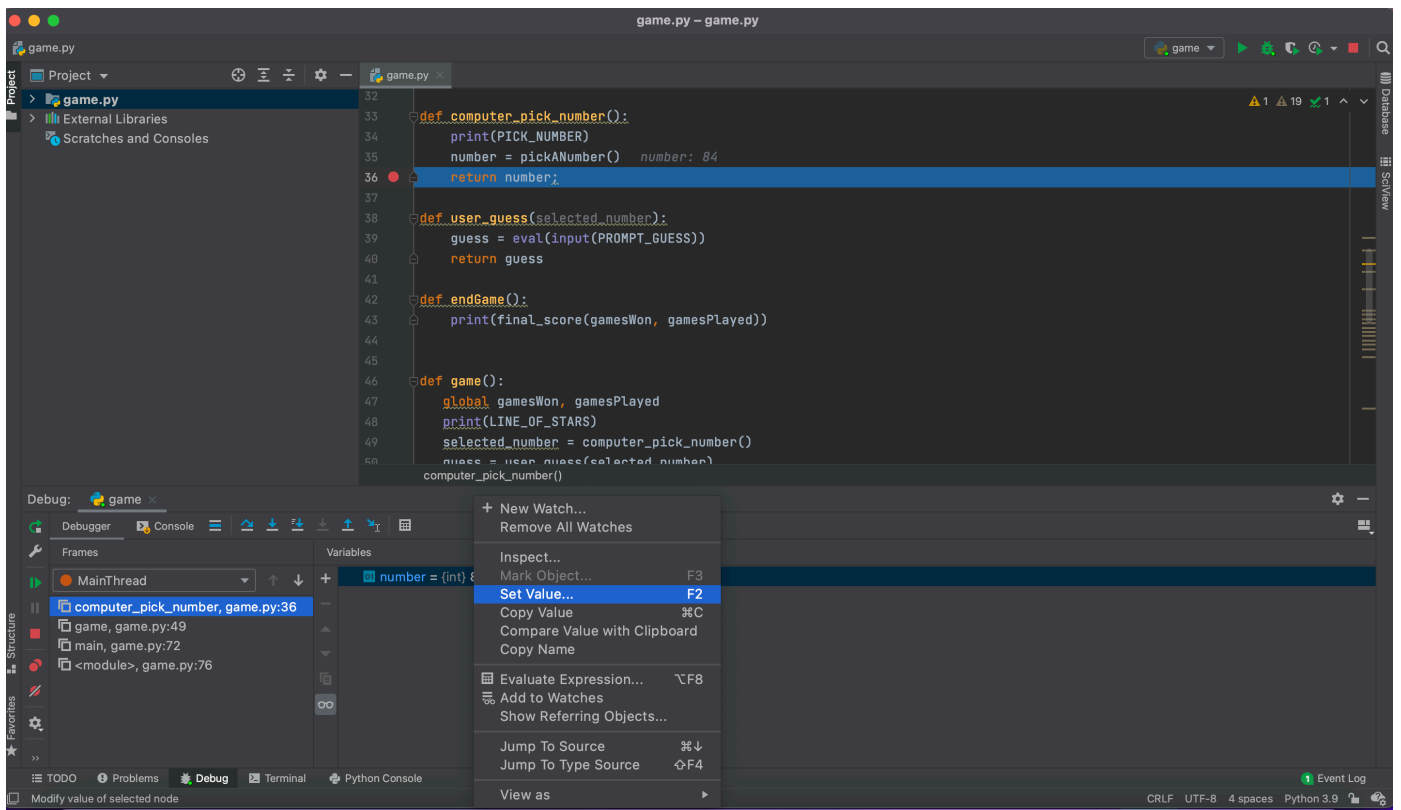 game.py – game.py
game.py
game
Project
game.py
Project
game.py
External Libraries
Scratches and Consoles
1 19 1
32
33 def computer_pick_number():
34 print(PICK_NUMBER)
35 number = pickANumber() number: 84
36 return number;
37
38 def user_guess(selected_number):
39 guess = eval(input(PROMPT_GUESS))
40 return guess
41
42 def endGame():
43 print(final_score(gamesWon, gamesPlayed))
44
45
46 def game():
47 global gamesWon, gamesPlayed
48 print(LINE_OF_STARS)
49 selected_number = computer_pick_number()
50 guess = user_guess(selected_number)
computer_pick_number()
Database
SciView
Debug: game
Debugger Console
Frames
Variables
MainThread
number = {int} 8
computer_pick_number, game.py:36
game, game.py:49
main, game.py:72
<module>, game.py:76
New Watch...
Remove All Watches
Inspect...
Mark Object... F3
Set Value... F2
Copy Value ⌘C
Compare Value with Clipboard
Copy Name
Evaluate Expression... ⌥F8
Add to Watches
Show Referring Objects...
Jump To Source ⌘↓
Jump To Type Source ⇧F4
View as
Structure
Favorites
TODO Problems Debug Terminal Python Console
1 Event Log
Modify value of selected node
CRLF UTF-8 4 spaces Python 3.9